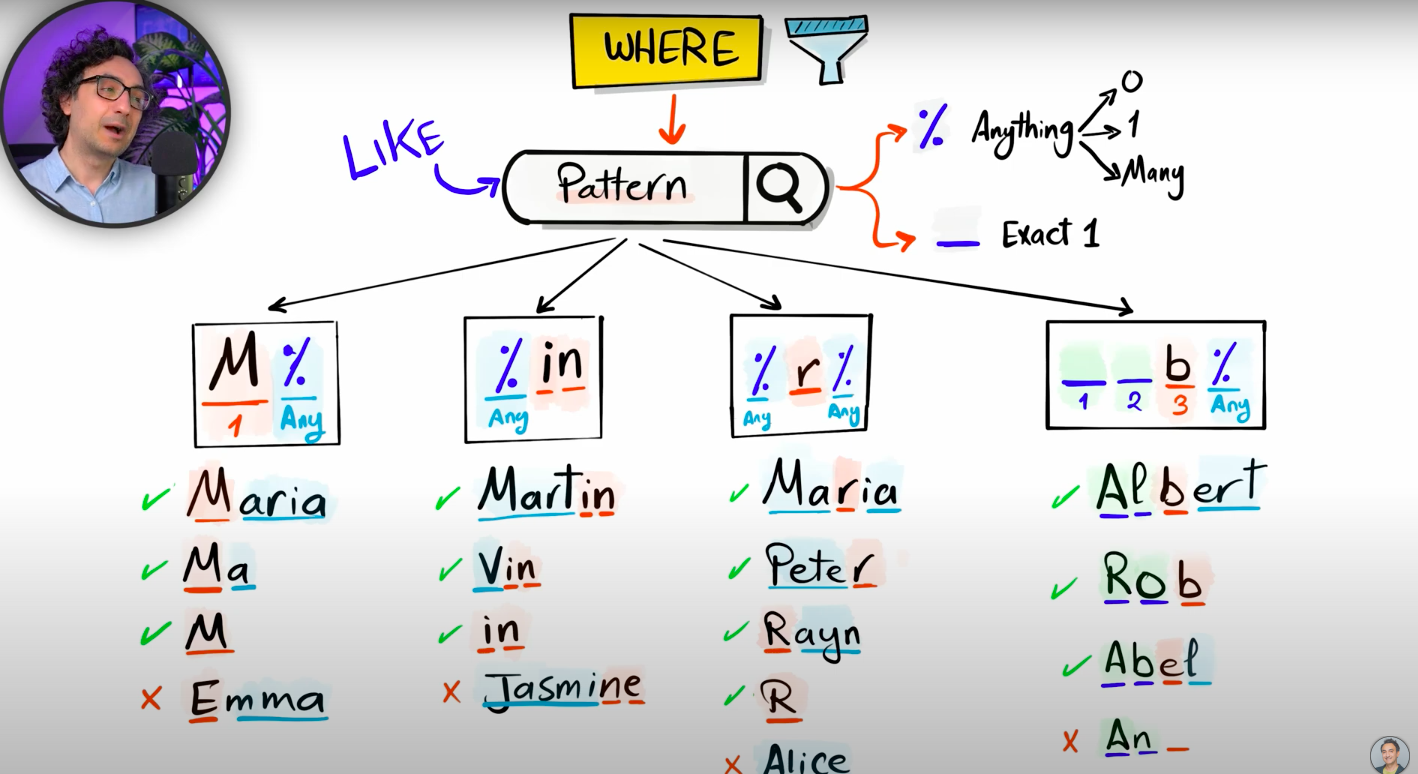 WHERE
LIKE
Pattern
% Anything
0
1
Many
_ Exact 1
M %
1 Any
% in
Any
% r %
Any Any
_ _ b %
1 2 3 Any
✓ Maria
✓ Ma
✓ M
× Emma
✓ Martin
✓ Vin
✓ in
× Jasmine
✓ Maria
✓ Peter
✓ Rayn
✓ R
× Alice
✓ Albert
✓ Rob
✓ Abel
× An _